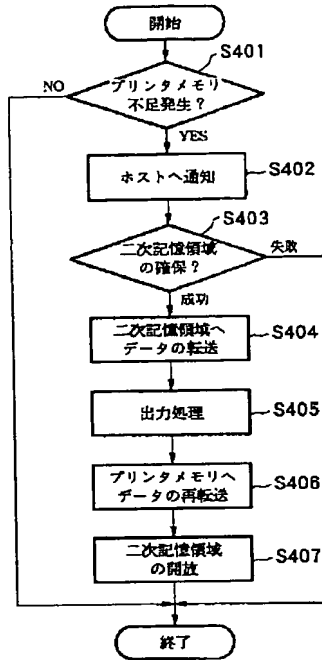 開始
S401
プリンタメモリ
不足発生？
NO
YES
ホストへ通知
S402
S403
二次記憶領域
の確保？
失敗
成功
二次記憶領域へ
データの転送
S404
出力処理
S405
プリンタメモリへ
データの再転送
S406
二次記憶領域
の開放
S407
終了